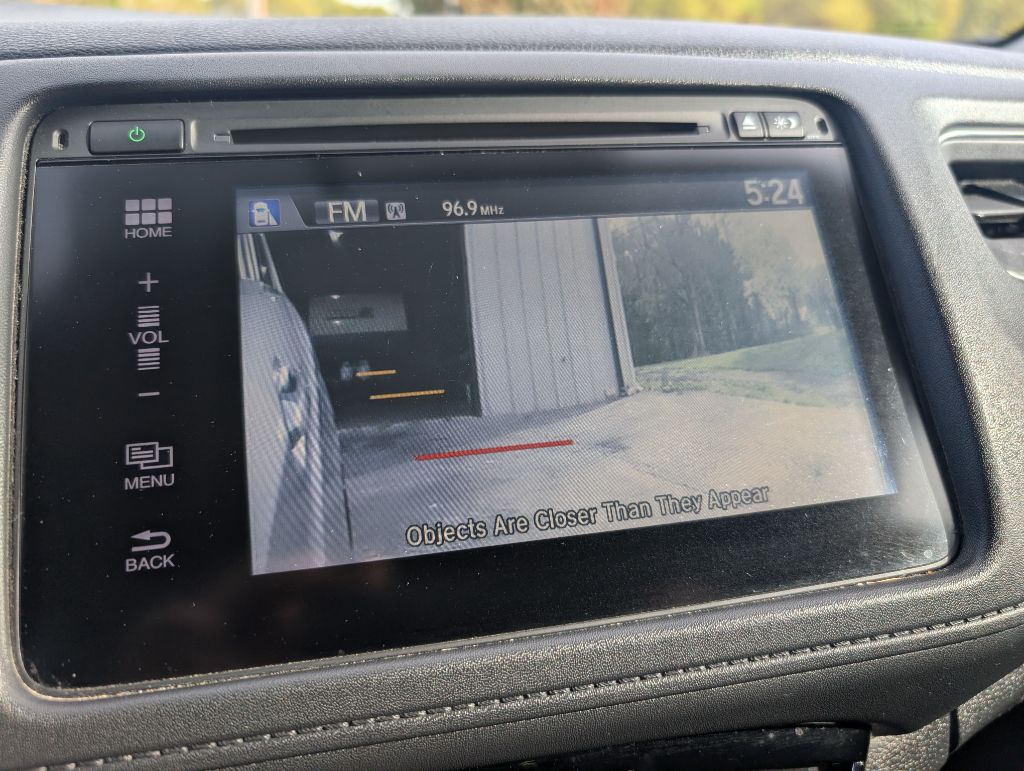 FM 96.9 MHz 5:24
HOME
+
VOL
−
MENU
BACK
Objects Are Closer Than They Appear